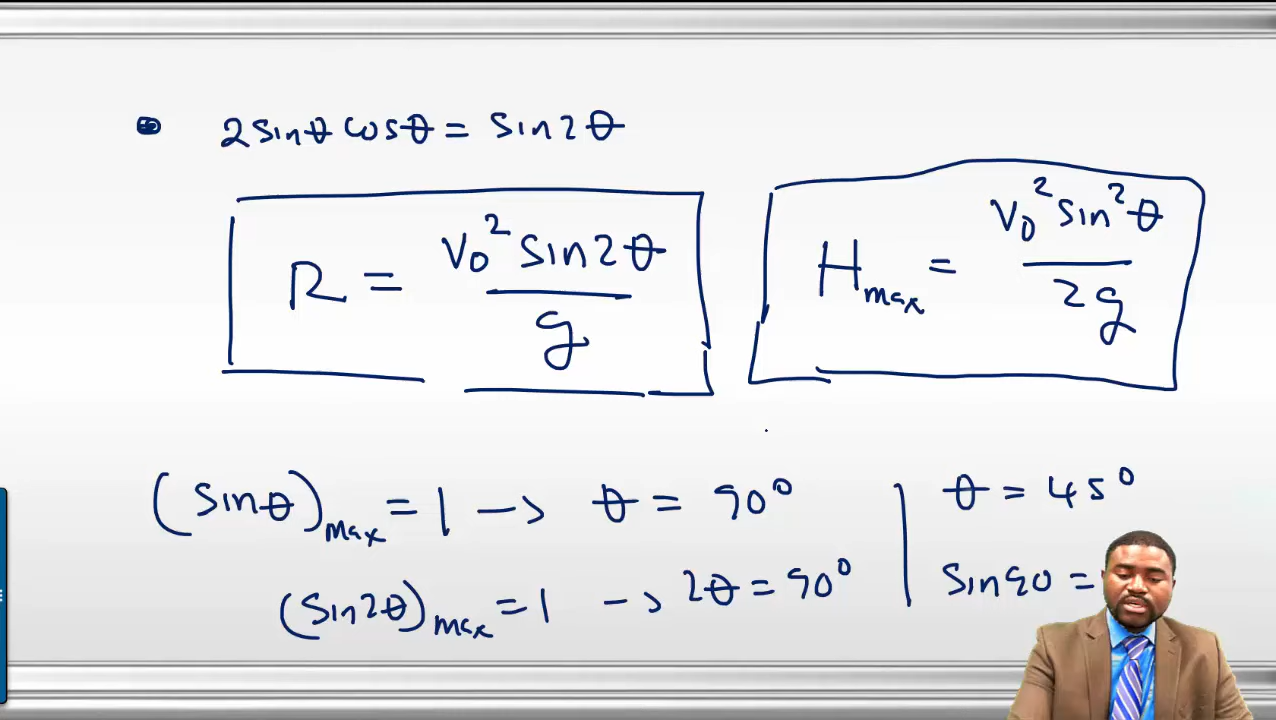 2sinθ cosθ = sin2θ
R = v₀² sin2θ / g
Hmax = v₀² sin²θ / 2g
(sinθ)max = 1 -> θ = 90°
(sin2θ)max = 1 -> 2θ = 90°
θ = 45°
sin90 =